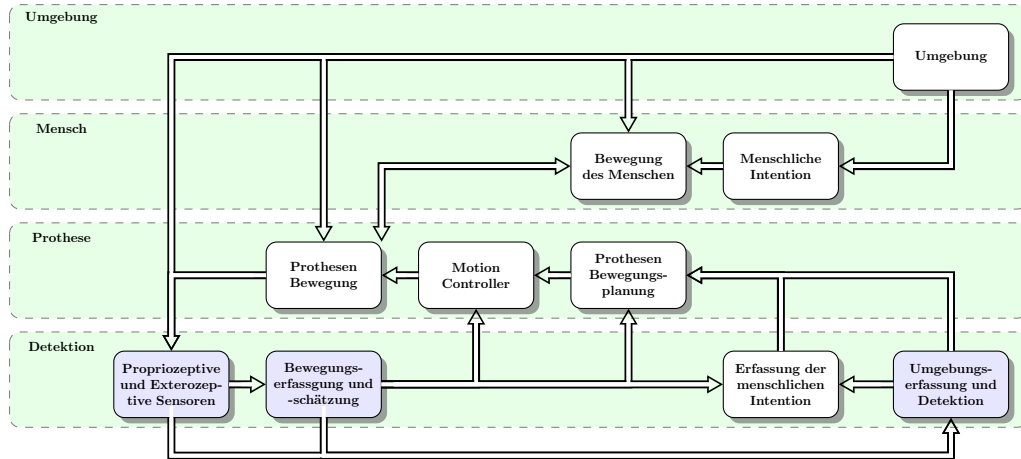 Umgebung
Umgebung
Mensch
Bewegung
des Menschen
Menschliche
Intention
Prothese
Prothesen
Bewegung
Motion
Controller
Prothesen
Bewegungs-
planung
Detektion
Propriozeptive
und Exterozep-
tive Sensoren
Bewegungs-
erfassgung und
-schätzung
Erfassung der
menschlichen
Intention
Umgebungs-
erfassung und
Detektion